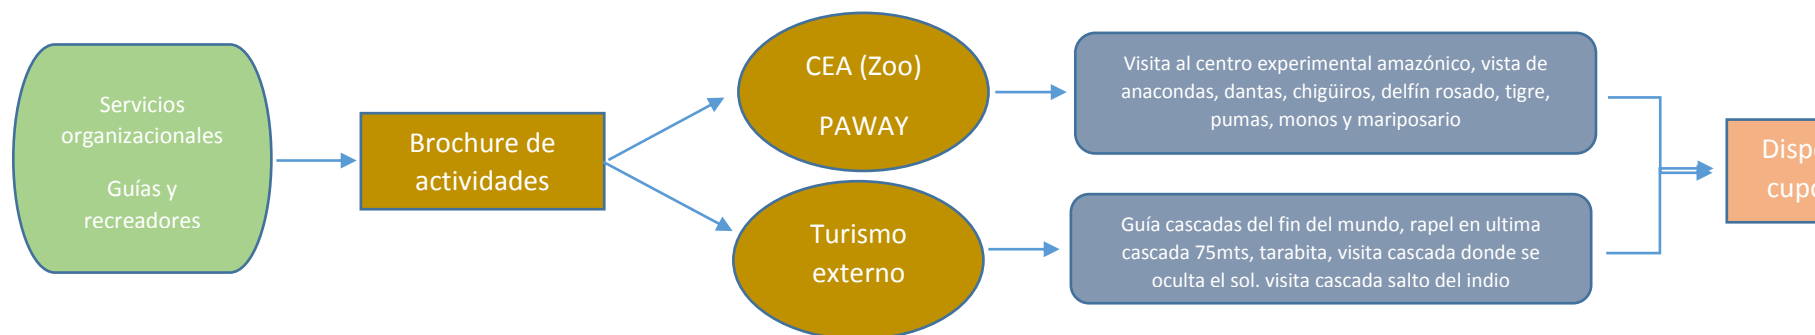 Servicios
organizacionales
Guías y
recreadores
Brochure de
actividades
CEA (Zoo)
PAWAY
Turismo
externo
Visita al centro experimental amazónico, vista de
anacondas, dantas, chigüiros, delfín rosado, tigre,
pumas, monos y mariposario
Guía cascadas del fin del mundo, rapel en ultima
cascada 75mts, tarabita, visita cascada donde se
oculta el sol. visita cascada salto del indio